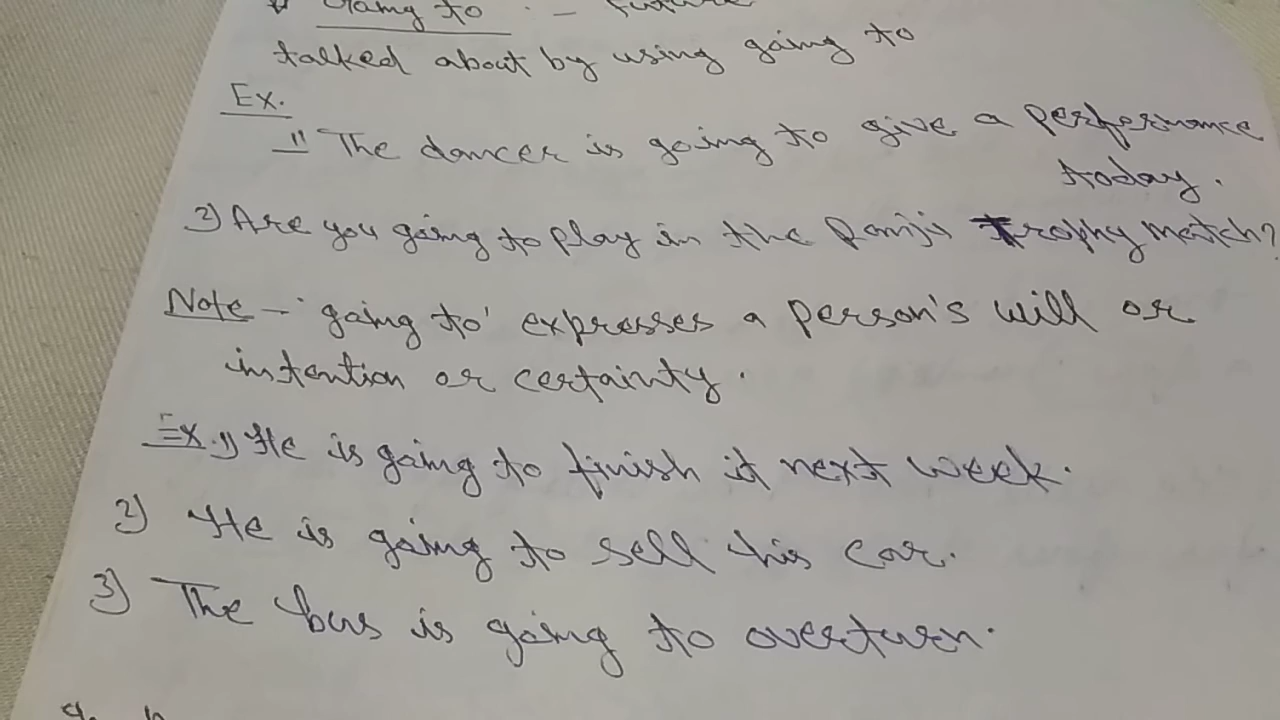 Going to : - Future
talked about by using going to
Ex.
1) The dancer is going to give a performance
today.
2) Are you going to play in the Ranji Trophy match?
Note - 'going to' expresses a person's will or
intention or certainty.
Ex. 1) He is going to finish it next week.
2) He is going to sell his car.
3) The bus is going to overturn.